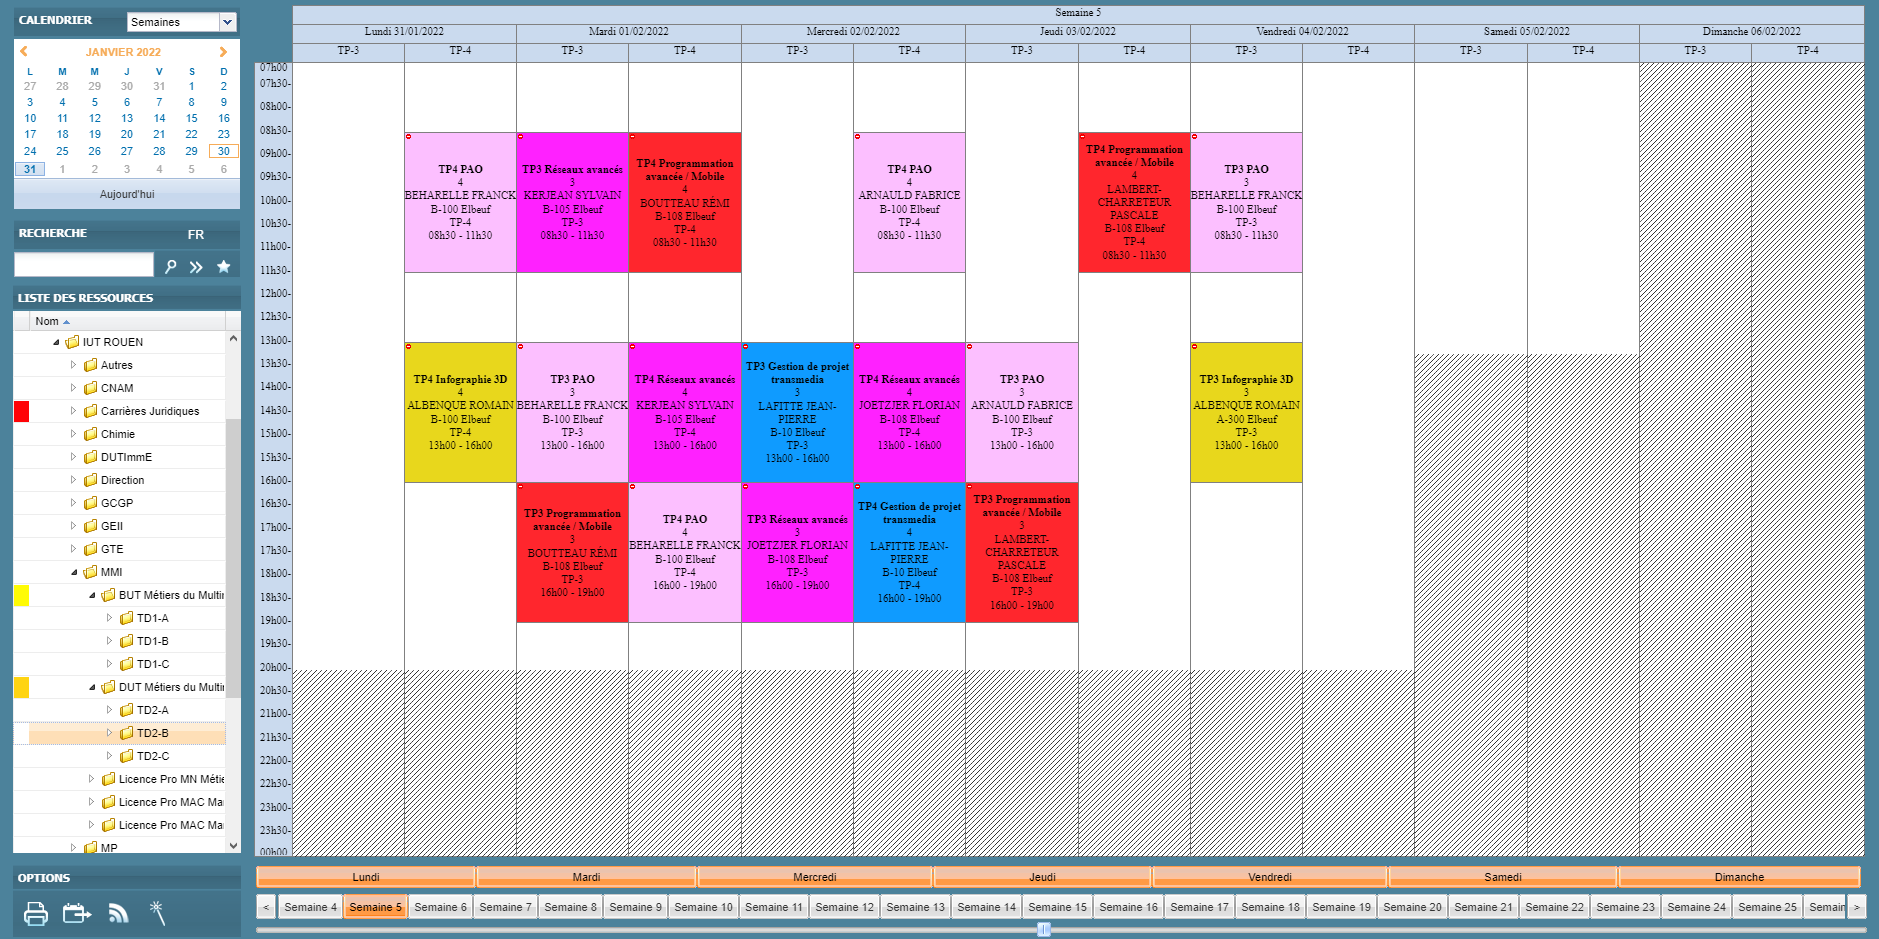 CALENDRIER
Semaines
JANVIER 2022
L M M J V S D
27 28 29 30 31 1 2
3 4 5 6 7 8 9
10 11 12 13 14 15 16
17 18 19 20 21 22 23
24 25 26 27 28 29 30
31 1 2 3 4 5 6
Aujourd'hui
RECHERCHE FR
LISTE DES RESSOURCES
Nom
IUT ROUEN
Autres
CNAM
Carrières Juridiques
Chimie
DUTImmE
Direction
GCGP
GEII
GTE
MMI
BUT Métiers du Multin
TD1-A
TD1-B
TD1-C
DUT Métiers du Multin
TD2-A
TD2-B
TD2-C
Licence Pro MN Métie
Licence Pro MAC Mar
Licence Pro MAC Mar
MP
OPTIONS
Semaine 5
Lundi 31/01/2022 Mardi 01/02/2022 Mercredi 02/02/2022 Jeudi 03/02/2022 Vendredi 04/02/2022 Samedi 05/02/2022 Dimanche 06/02/2022
TP-3 TP-4 TP-3 TP-4 TP-3 TP-4 TP-3 TP-4 TP-3 TP-4 TP-3 TP-4 TP-3 TP-4
07h00
07h30-
08h00-
08h30-
09h00-
09h30-
10h00-
10h30-
11h00-
11h30-
12h00-
12h30-
13h00-
13h30-
14h00-
14h30-
15h00-
15h30-
16h00-
16h30-
17h00-
17h30-
18h00-
18h30-
19h00-
19h30-
20h00-
20h30-
21h00-
21h30-
22h00-
22h30-
23h00-
23h30-
00h00
TP4 PAO
4
BEHARELLE FRANCK
B-100 Elbeuf
TP-4
08h30 - 11h30
TP3 Réseaux avancés
3
KERJEAN SYLVAIN
B-105 Elbeuf
TP-3
08h30 - 11h30
TP4 Programmation
avancée / Mobile
4
BOUTTEAU RÉMI
B-108 Elbeuf
TP-4
08h30 - 11h30
TP4 PAO
4
ARNAULD FABRICE
B-100 Elbeuf
TP-4
08h30 - 11h30
TP4 Programmation
avancée / Mobile
4
LAMBERT-
CHARRETEUR
PASCALE
B-108 Elbeuf
TP-4
08h30 - 11h30
TP3 PAO
3
BEHARELLE FRANCK
B-100 Elbeuf
TP-3
08h30 - 11h30
TP4 Infographie 3D
4
ALBENQUE ROMAIN
B-100 Elbeuf
TP-4
13h00 - 16h00
TP3 PAO
3
BEHARELLE FRANCK
B-100 Elbeuf
TP-3
13h00 - 16h00
TP4 Réseaux avancés
4
KERJEAN SYLVAIN
B-105 Elbeuf
TP-4
13h00 - 16h00
TP3 Gestion de projet
transmedia
3
LAFITTE JEAN-
PIERRE
B-10 Elbeuf
TP-3
13h00 - 16h00
TP4 Réseaux avancés
4
JOETZJER FLORIAN
B-108 Elbeuf
TP-4
13h00 - 16h00
TP3 PAO
3
ARNAULD FABRICE
B-100 Elbeuf
TP-3
13h00 - 16h00
TP3 Infographie 3D
3
ALBENQUE ROMAIN
A-300 Elbeuf
TP-3
13h00 - 16h00
TP3 Programmation
avancée / Mobile
3
BOUTTEAU RÉMI
B-108 Elbeuf
TP-3
16h00 - 19h00
TP4 PAO
4
BEHARELLE FRANCK
B-100 Elbeuf
TP-4
16h00 - 19h00
TP3 Réseaux avancés
3
JOETZJER FLORIAN
B-108 Elbeuf
TP-3
16h00 - 19h00
TP4 Gestion de projet
transmedia
4
LAFITTE JEAN-
PIERRE
B-10 Elbeuf
TP-4
16h00 - 19h00
TP3 Programmation
avancée / Mobile
3
LAMBERT-
CHARRETEUR
PASCALE
B-108 Elbeuf
TP-3
16h00 - 19h00
Lundi Mardi Mercredi Jeudi Vendredi Samedi Dimanche
< Semaine 4 Semaine 5 Semaine 6 Semaine 7 Semaine 8 Semaine 9 Semaine 10 Semaine 11 Semaine 12 Semaine 13 Semaine 14 Semaine 15 Semaine 16 Semaine 17 Semaine 18 Semaine 19 Semaine 20 Semaine 21 Semaine 22 Semaine 23 Semaine 24 Semaine 25 Semain >